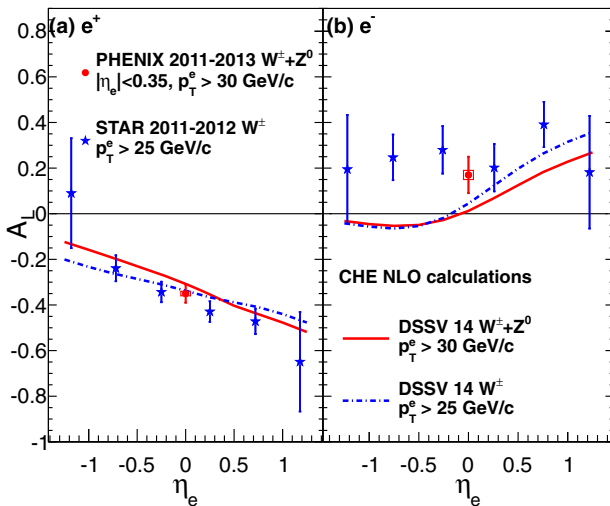 (a) e⁺
(b) e⁻
PHENIX 2011-2013 W±+Z⁰
|ηₑ|<0.35, pᵀᵉ > 30 GeV/c
STAR 2011-2012 W±
pᵀᵉ > 25 GeV/c
CHE NLO calculations
DSSV 14 W±+Z⁰
pᵀᵉ > 30 GeV/c
DSSV 14 W±
pᵀᵉ > 25 GeV/c
A_L
0.8
0.6
0.4
0.2
0
-0.2
-0.4
-0.6
-0.8
-1
-1 -0.5 0 0.5 1
-1 -0.5 0 0.5 1
ηₑ
ηₑ